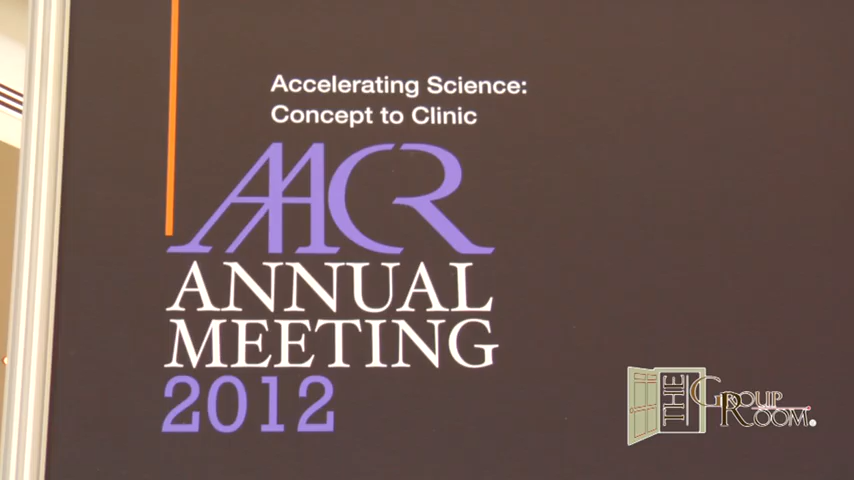 Accelerating Science:
Concept to Clinic
AACR
ANNUAL
MEETING
2012
THE
GROUP
ROOM.